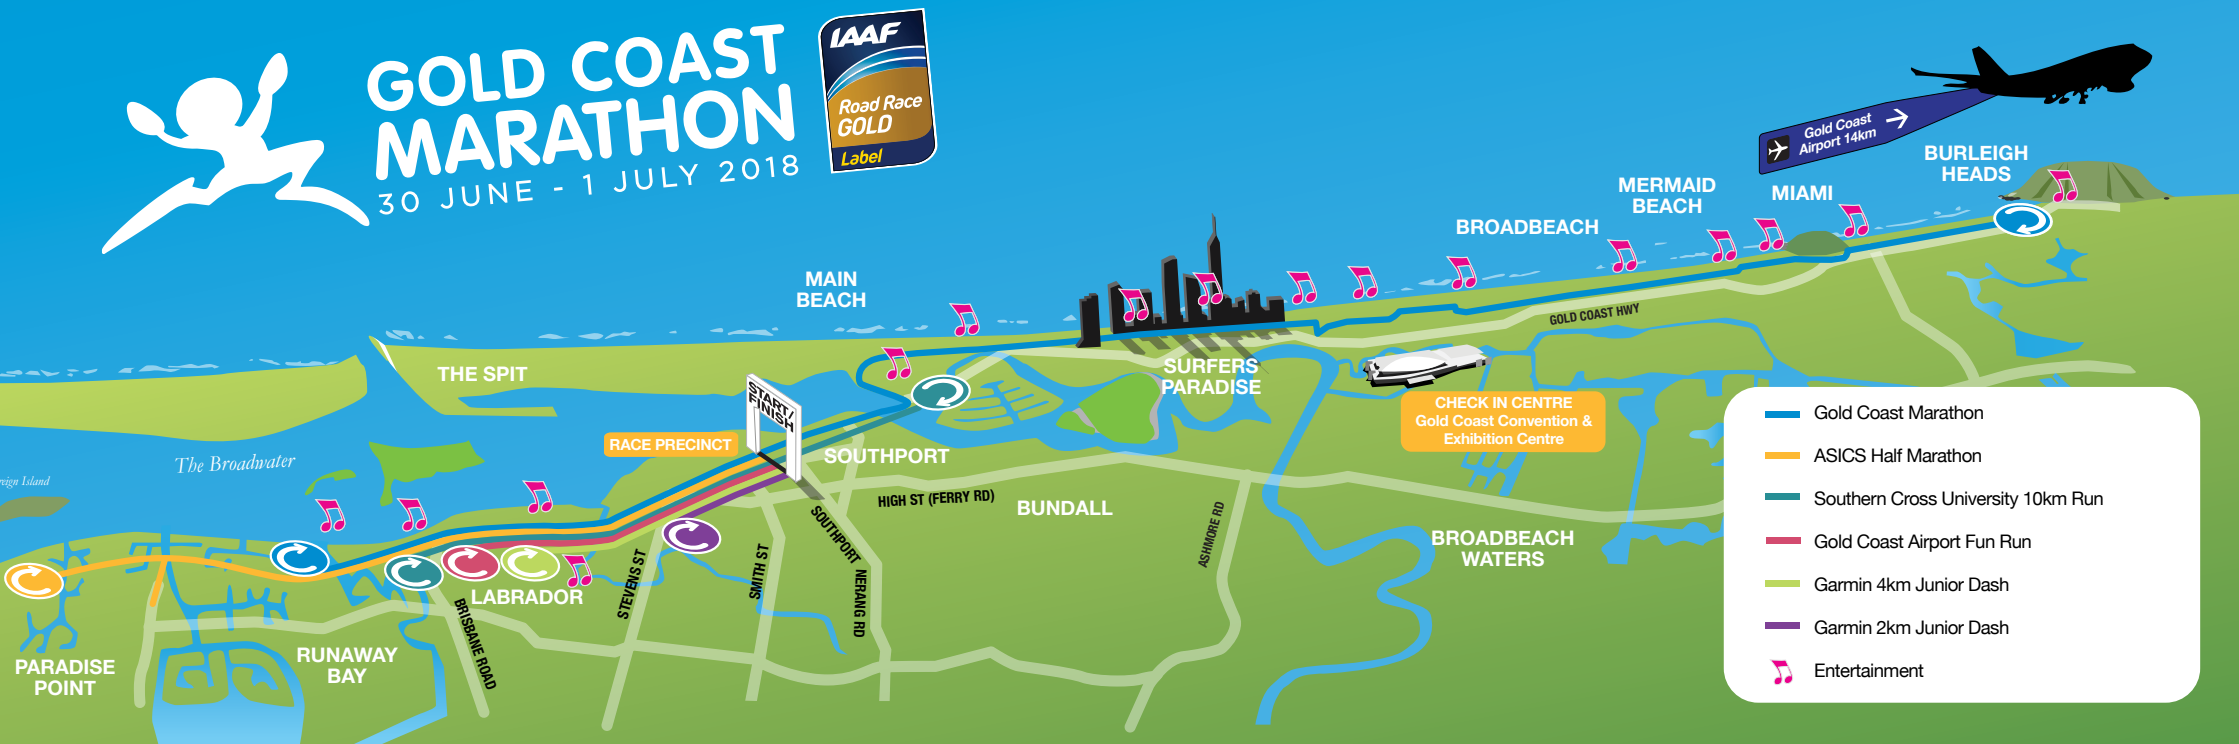 GOLD COAST
MARATHON
30 JUNE - 1 JULY 2018
IAAF
Road Race
GOLD
Label
Gold Coast
Airport 14km
BURLEIGH
HEADS
MIAMI
MERMAID
BEACH
BROADBEACH
MAIN
BEACH
GOLD COAST HWY
THE SPIT
SURFERS
PARADISE
START/
FINISH
CHECK IN CENTRE
Gold Coast Convention &
Exhibition Centre
RACE PRECINCT
SOUTHPORT
The Broadwater
Island
HIGH ST (FERRY RD)
BUNDALL
ASHMORE RD
BROADBEACH
WATERS
SOUTHPORT
NERANG RD
SMITH ST
STEVENS ST
LABRADOR
BRISBANE ROAD
RUNAWAY
BAY
PARADISE
POINT
Gold Coast Marathon
ASICS Half Marathon
Southern Cross University 10km Run
Gold Coast Airport Fun Run
Garmin 4km Junior Dash
Garmin 2km Junior Dash
Entertainment